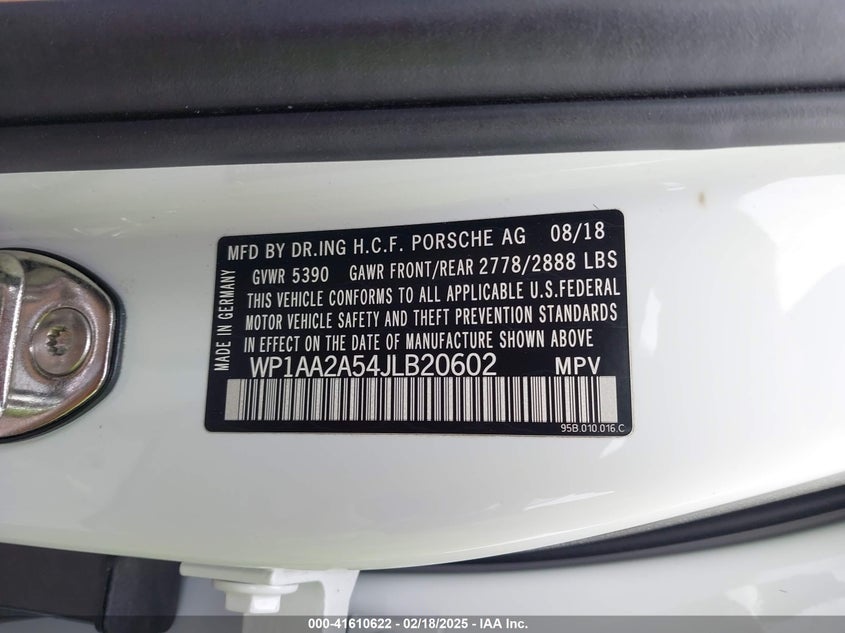 MFD BY DR.ING H.C.F. PORSCHE AG 08/18
GVWR 5390 GAWR FRONT/REAR 2778/2888 LBS
THIS VEHICLE CONFORMS TO ALL APPLICABLE U.S.FEDERAL
MOTOR VEHICLE SAFETY AND THEFT PREVENTION STANDARDS
IN EFFECT ON THE DATE OF MANUFACTURE SHOWN ABOVE
MADE IN GERMANY
WP1AA2A54JLB20602 MPV
95B.010.016.C
000-41610622 - 02/18/2025 - IAA Inc.